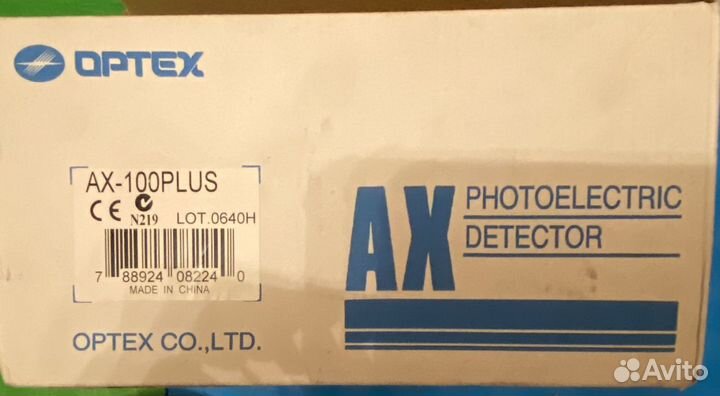 OPTEX
AX-100PLUS
CE N219 LOT.0640H
7 88924 08224 0
MADE IN CHINA
OPTEX CO.,LTD.
AX PHOTOELECTRIC
DETECTOR
Avito